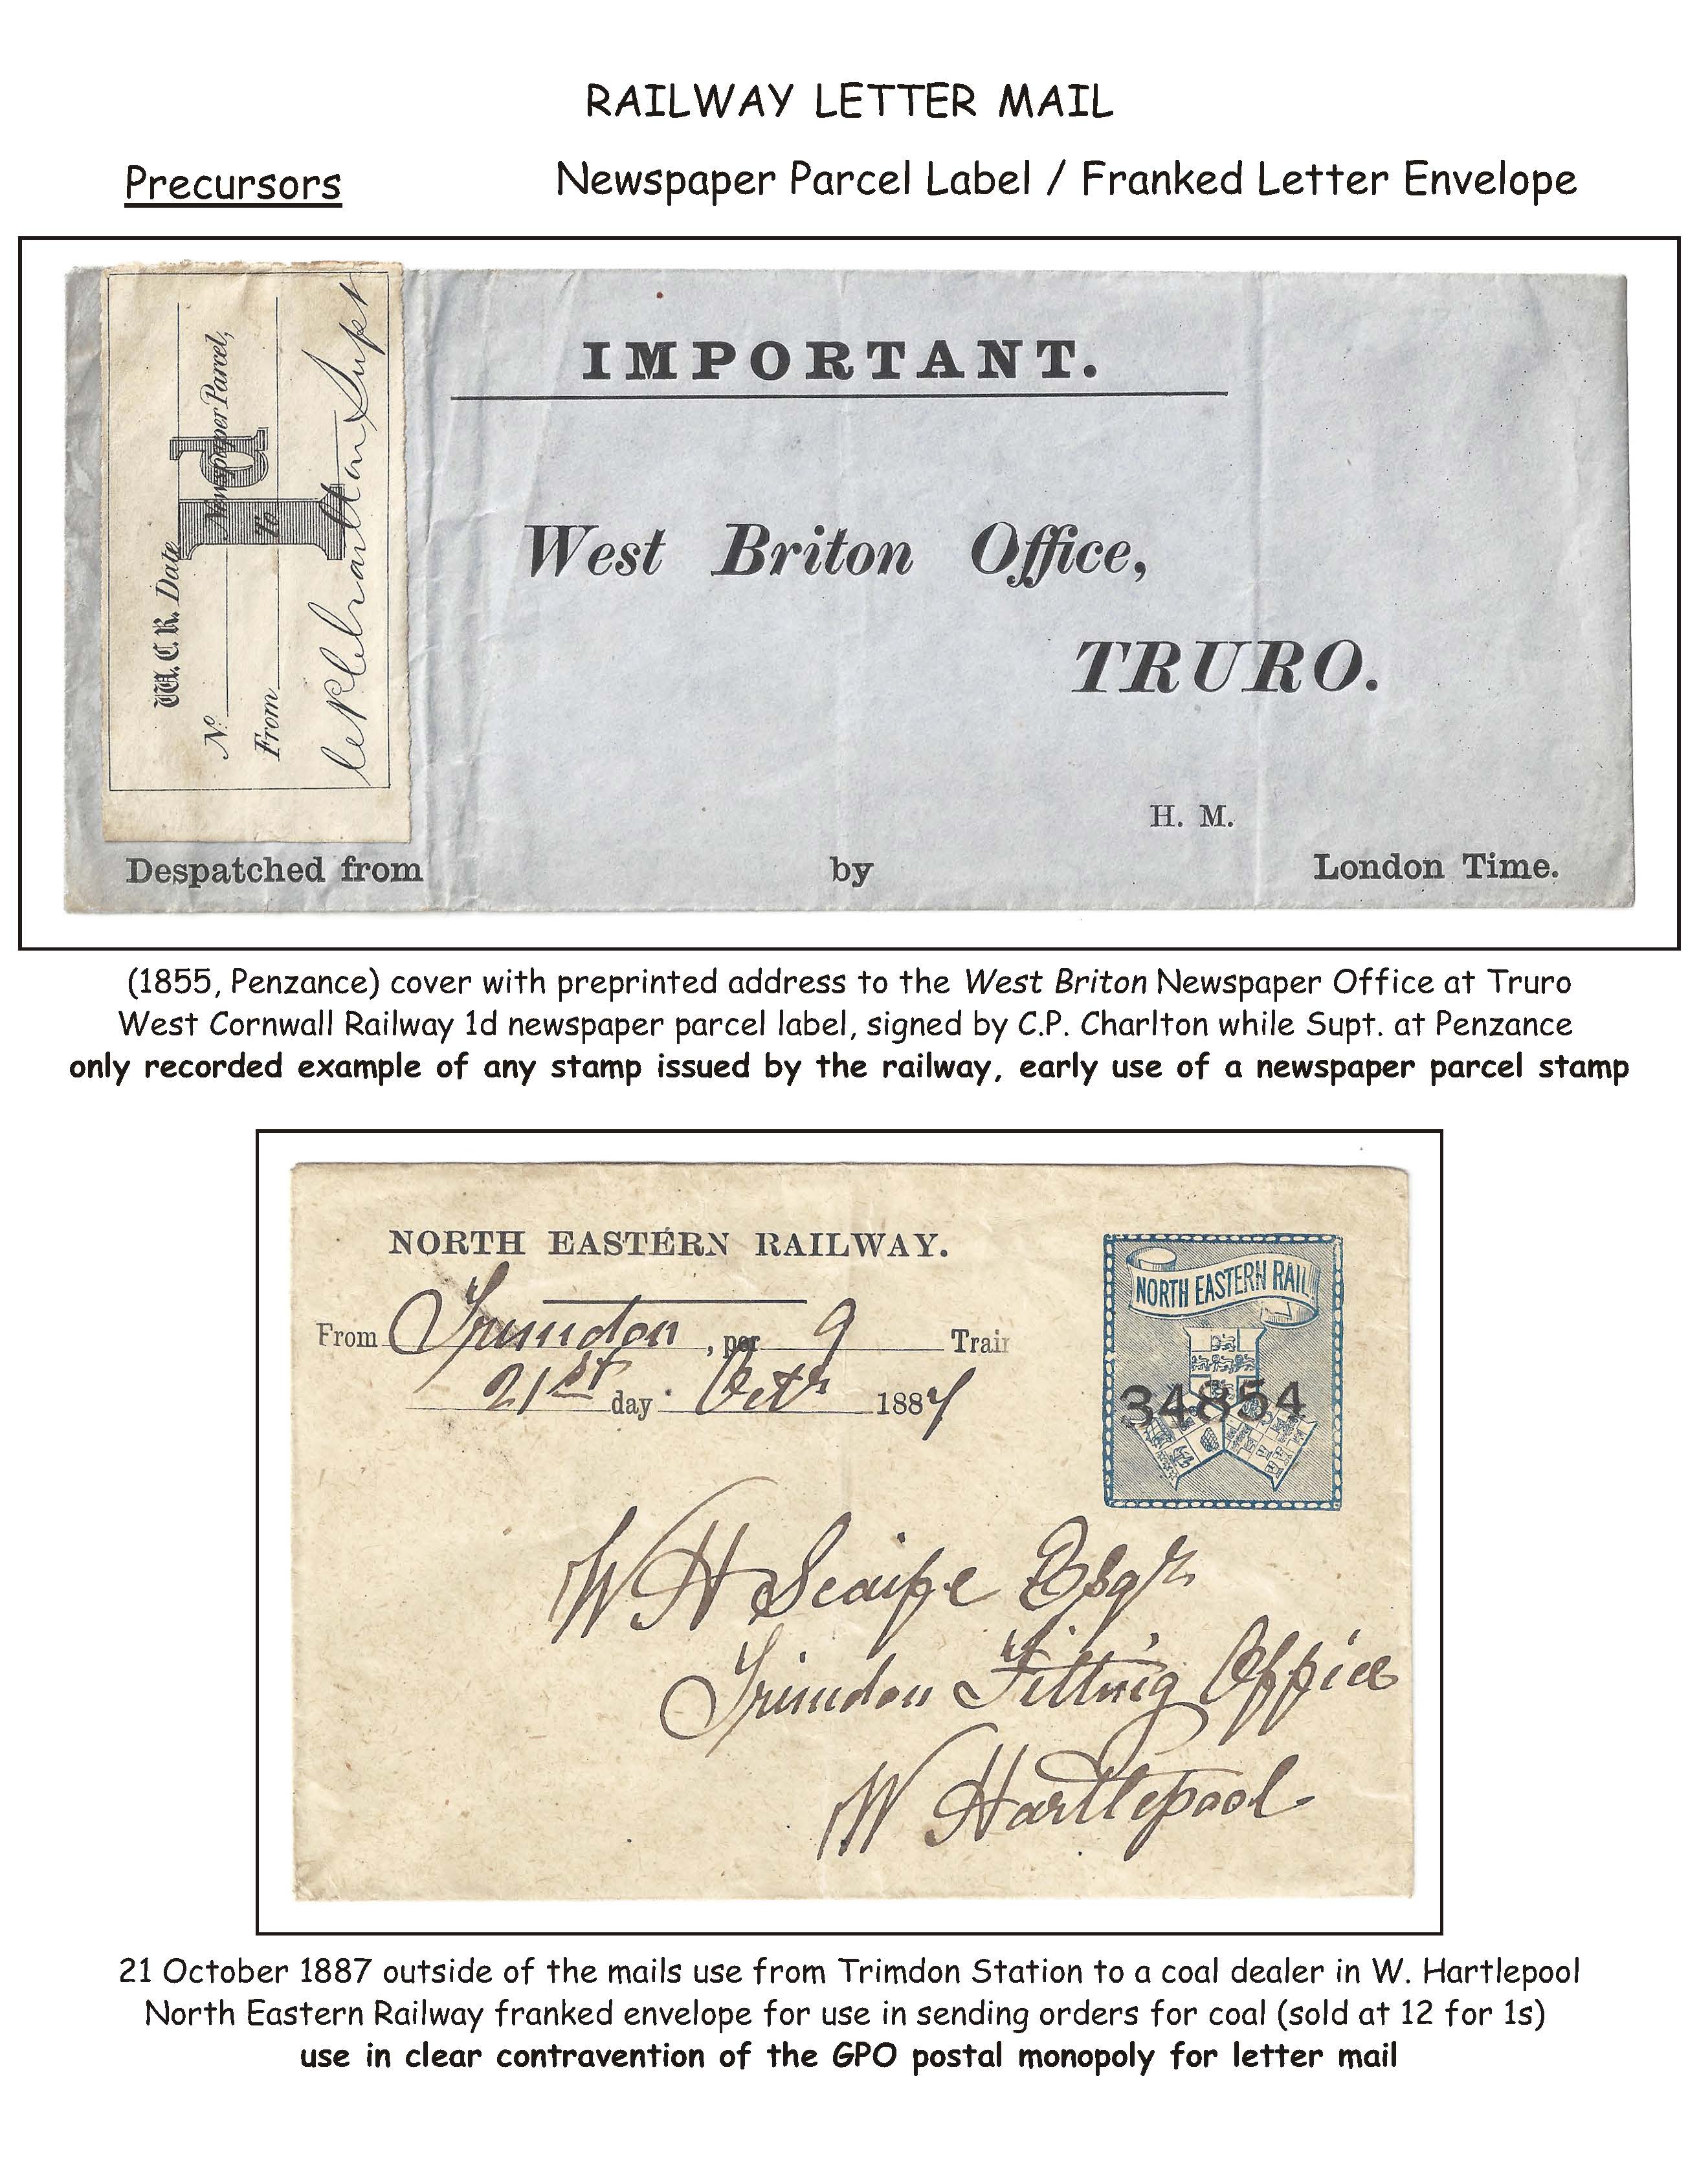 RAILWAY LETTER MAIL
Precursors
Newspaper Parcel Label / Franked Letter Envelope
W.C.R. Date
No. Newspaper Parcel,
1d
From To
C P Charlton Supt
IMPORTANT.
West Briton Office,
TRURO.
H. M.
Despatched from by London Time.
(1855, Penzance) cover with preprinted address to the West Briton Newspaper Office at Truro
West Cornwall Railway 1d newspaper parcel label, signed by C.P. Charlton while Supt. at Penzance
only recorded example of any stamp issued by the railway, early use of a newspaper parcel stamp
NORTH EASTERN RAILWAY.
From Trimdon, per 9 Train
21st day Octr 1887
NORTH EASTERN RAIL
34854
W H Scaife Esqr
Trimdon Fitting Office
W Hartlepool
21 October 1887 outside of the mails use from Trimdon Station to a coal dealer in W. Hartlepool
North Eastern Railway franked envelope for use in sending orders for coal (sold at 12 for 1s)
use in clear contravention of the GPO postal monopoly for letter mail